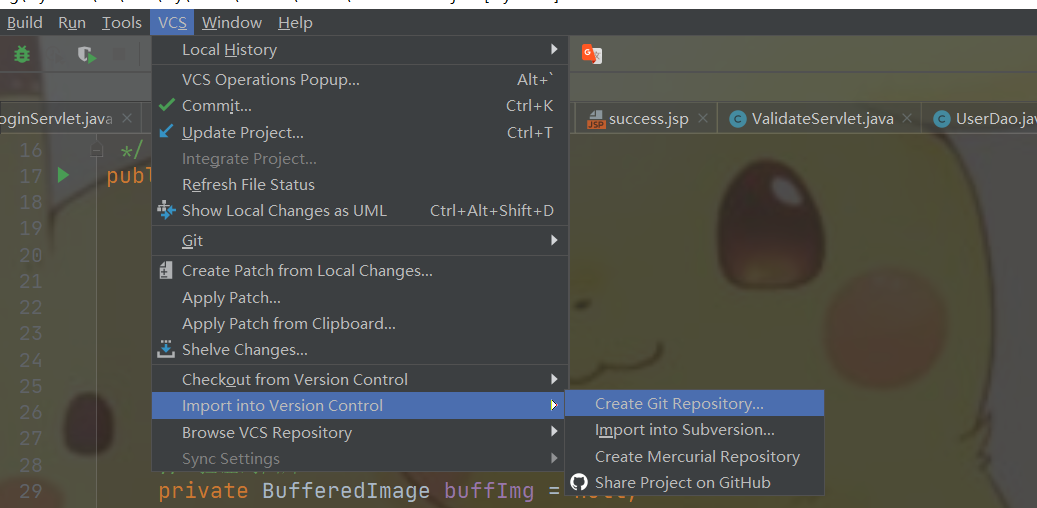 Build Run Tools VCS Window Help
Local History
VCS Operations Popup... Alt+`
Commit... Ctrl+K
Update Project... Ctrl+T
Integrate Project...
Refresh File Status
Show Local Changes as UML Ctrl+Alt+Shift+D
Git
Create Patch from Local Changes...
Apply Patch...
Apply Patch from Clipboard...
Shelve Changes...
Checkout from Version Control
Import into Version Control
Browse VCS Repository
Sync Settings
Create Git Repository...
Import into Subversion...
Create Mercurial Repository
Share Project on GitHub
oginServlet.java success.jsp ValidateServlet.java UserDao.jav
16 */
17 publ
18
19
20
21
22
23
24
25
26
27
28
29 private BufferedImage buffImg =